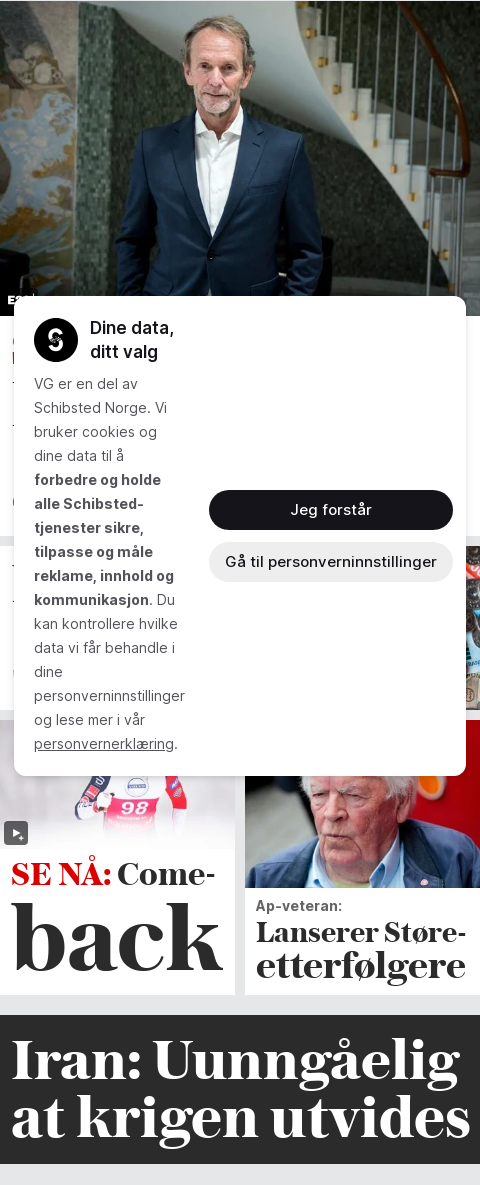 Dine data,
ditt valg
VG er en del av
Schibsted Norge. Vi
bruker cookies og
dine data til å
forbedre og holde
alle Schibsted-
tjenester sikre,
tilpasse og måle
reklame, innhold og
kommunikasjon. Du
kan kontrollere hvilke
data vi får behandle i
dine
personverninnstillinger
og lese mer i vår
personvernerklæring.
Jeg forstår
Gå til personverninnstillinger
98
SE NÅ: Come-
back
Ap-veteran:
Lanserer Støre-
etterfølgere
Iran: Uunngåelig
at krigen utvides